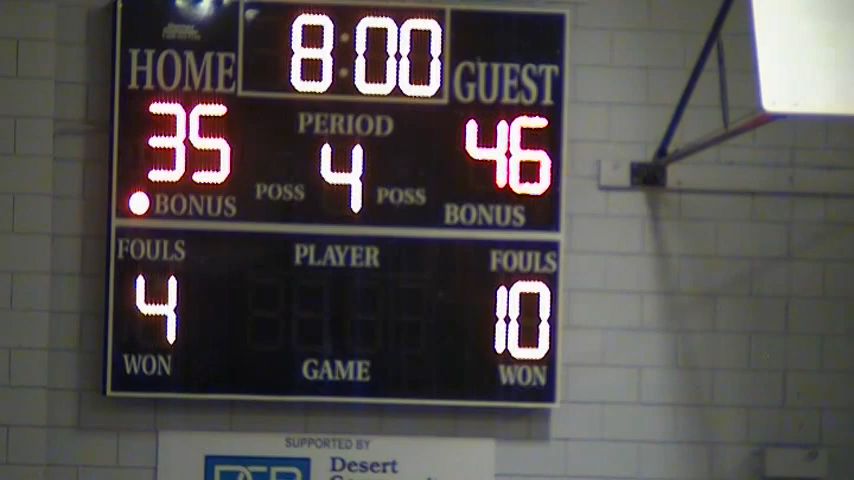 8:00
HOME GUEST
35 PERIOD 46
4
POSS POSS
BONUS BONUS
FOULS PLAYER FOULS
4 10
WON GAME WON
SUPPORTED BY
Desert